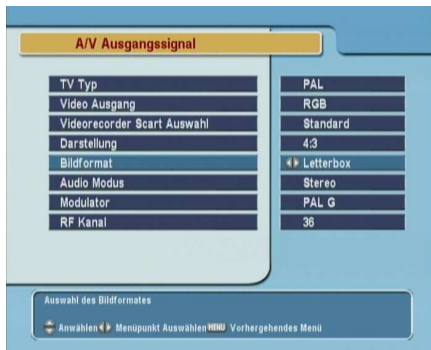 A/V Ausgangssignal
TV Typ PAL
Video Ausgang RGB
Videorecorder Scart Auswahl Standard
Darstellung 4:3
Bildformat Letterbox
Audio Modus Stereo
Modulator PAL G
RF Kanal 36
Auswahl des Bildformates
Anwählen Menüpunkt Auswählen MENU Vorhergehendes Menü